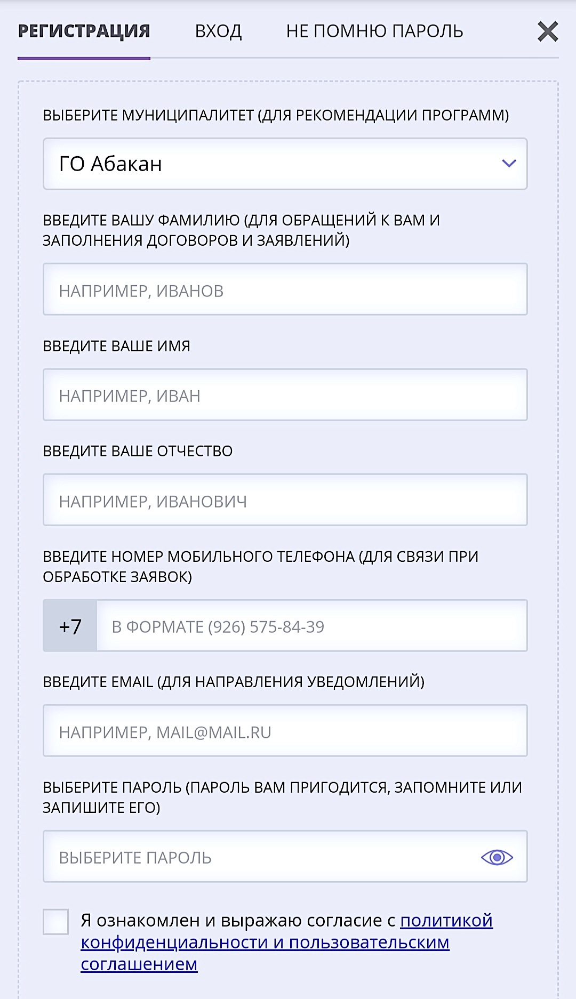 РЕГИСТРАЦИЯ ВХОД НЕ ПОМНЮ ПАРОЛЬ
ВЫБЕРИТЕ МУНИЦИПАЛИТЕТ (ДЛЯ РЕКОМЕНДАЦИИ ПРОГРАММ)
ГО Абакан
ВВЕДИТЕ ВАШУ ФАМИЛИЮ (ДЛЯ ОБРАЩЕНИЙ К ВАМ И
ЗАПОЛНЕНИЯ ДОГОВОРОВ И ЗАЯВЛЕНИЙ)
НАПРИМЕР, ИВАНОВ
ВВЕДИТЕ ВАШЕ ИМЯ
НАПРИМЕР, ИВАН
ВВЕДИТЕ ВАШЕ ОТЧЕСТВО
НАПРИМЕР, ИВАНОВИЧ
ВВЕДИТЕ НОМЕР МОБИЛЬНОГО ТЕЛЕФОНА (ДЛЯ СВЯЗИ ПРИ
ОБРАБОТКЕ ЗАЯВОК)
+7 В ФОРМАТЕ (926) 575-84-39
ВВЕДИТЕ EMAIL (ДЛЯ НАПРАВЛЕНИЯ УВЕДОМЛЕНИЙ)
НАПРИМЕР, MAIL@MAIL.RU
ВЫБЕРИТЕ ПАРОЛЬ (ПАРОЛЬ ВАМ ПРИГОДИТСЯ, ЗАПОМНИТЕ ИЛИ
ЗАПИШИТЕ ЕГО)
ВЫБЕРИТЕ ПАРОЛЬ
Я ознакомлен и выражаю согласие с политикой
конфиденциальности и пользовательским
соглашением